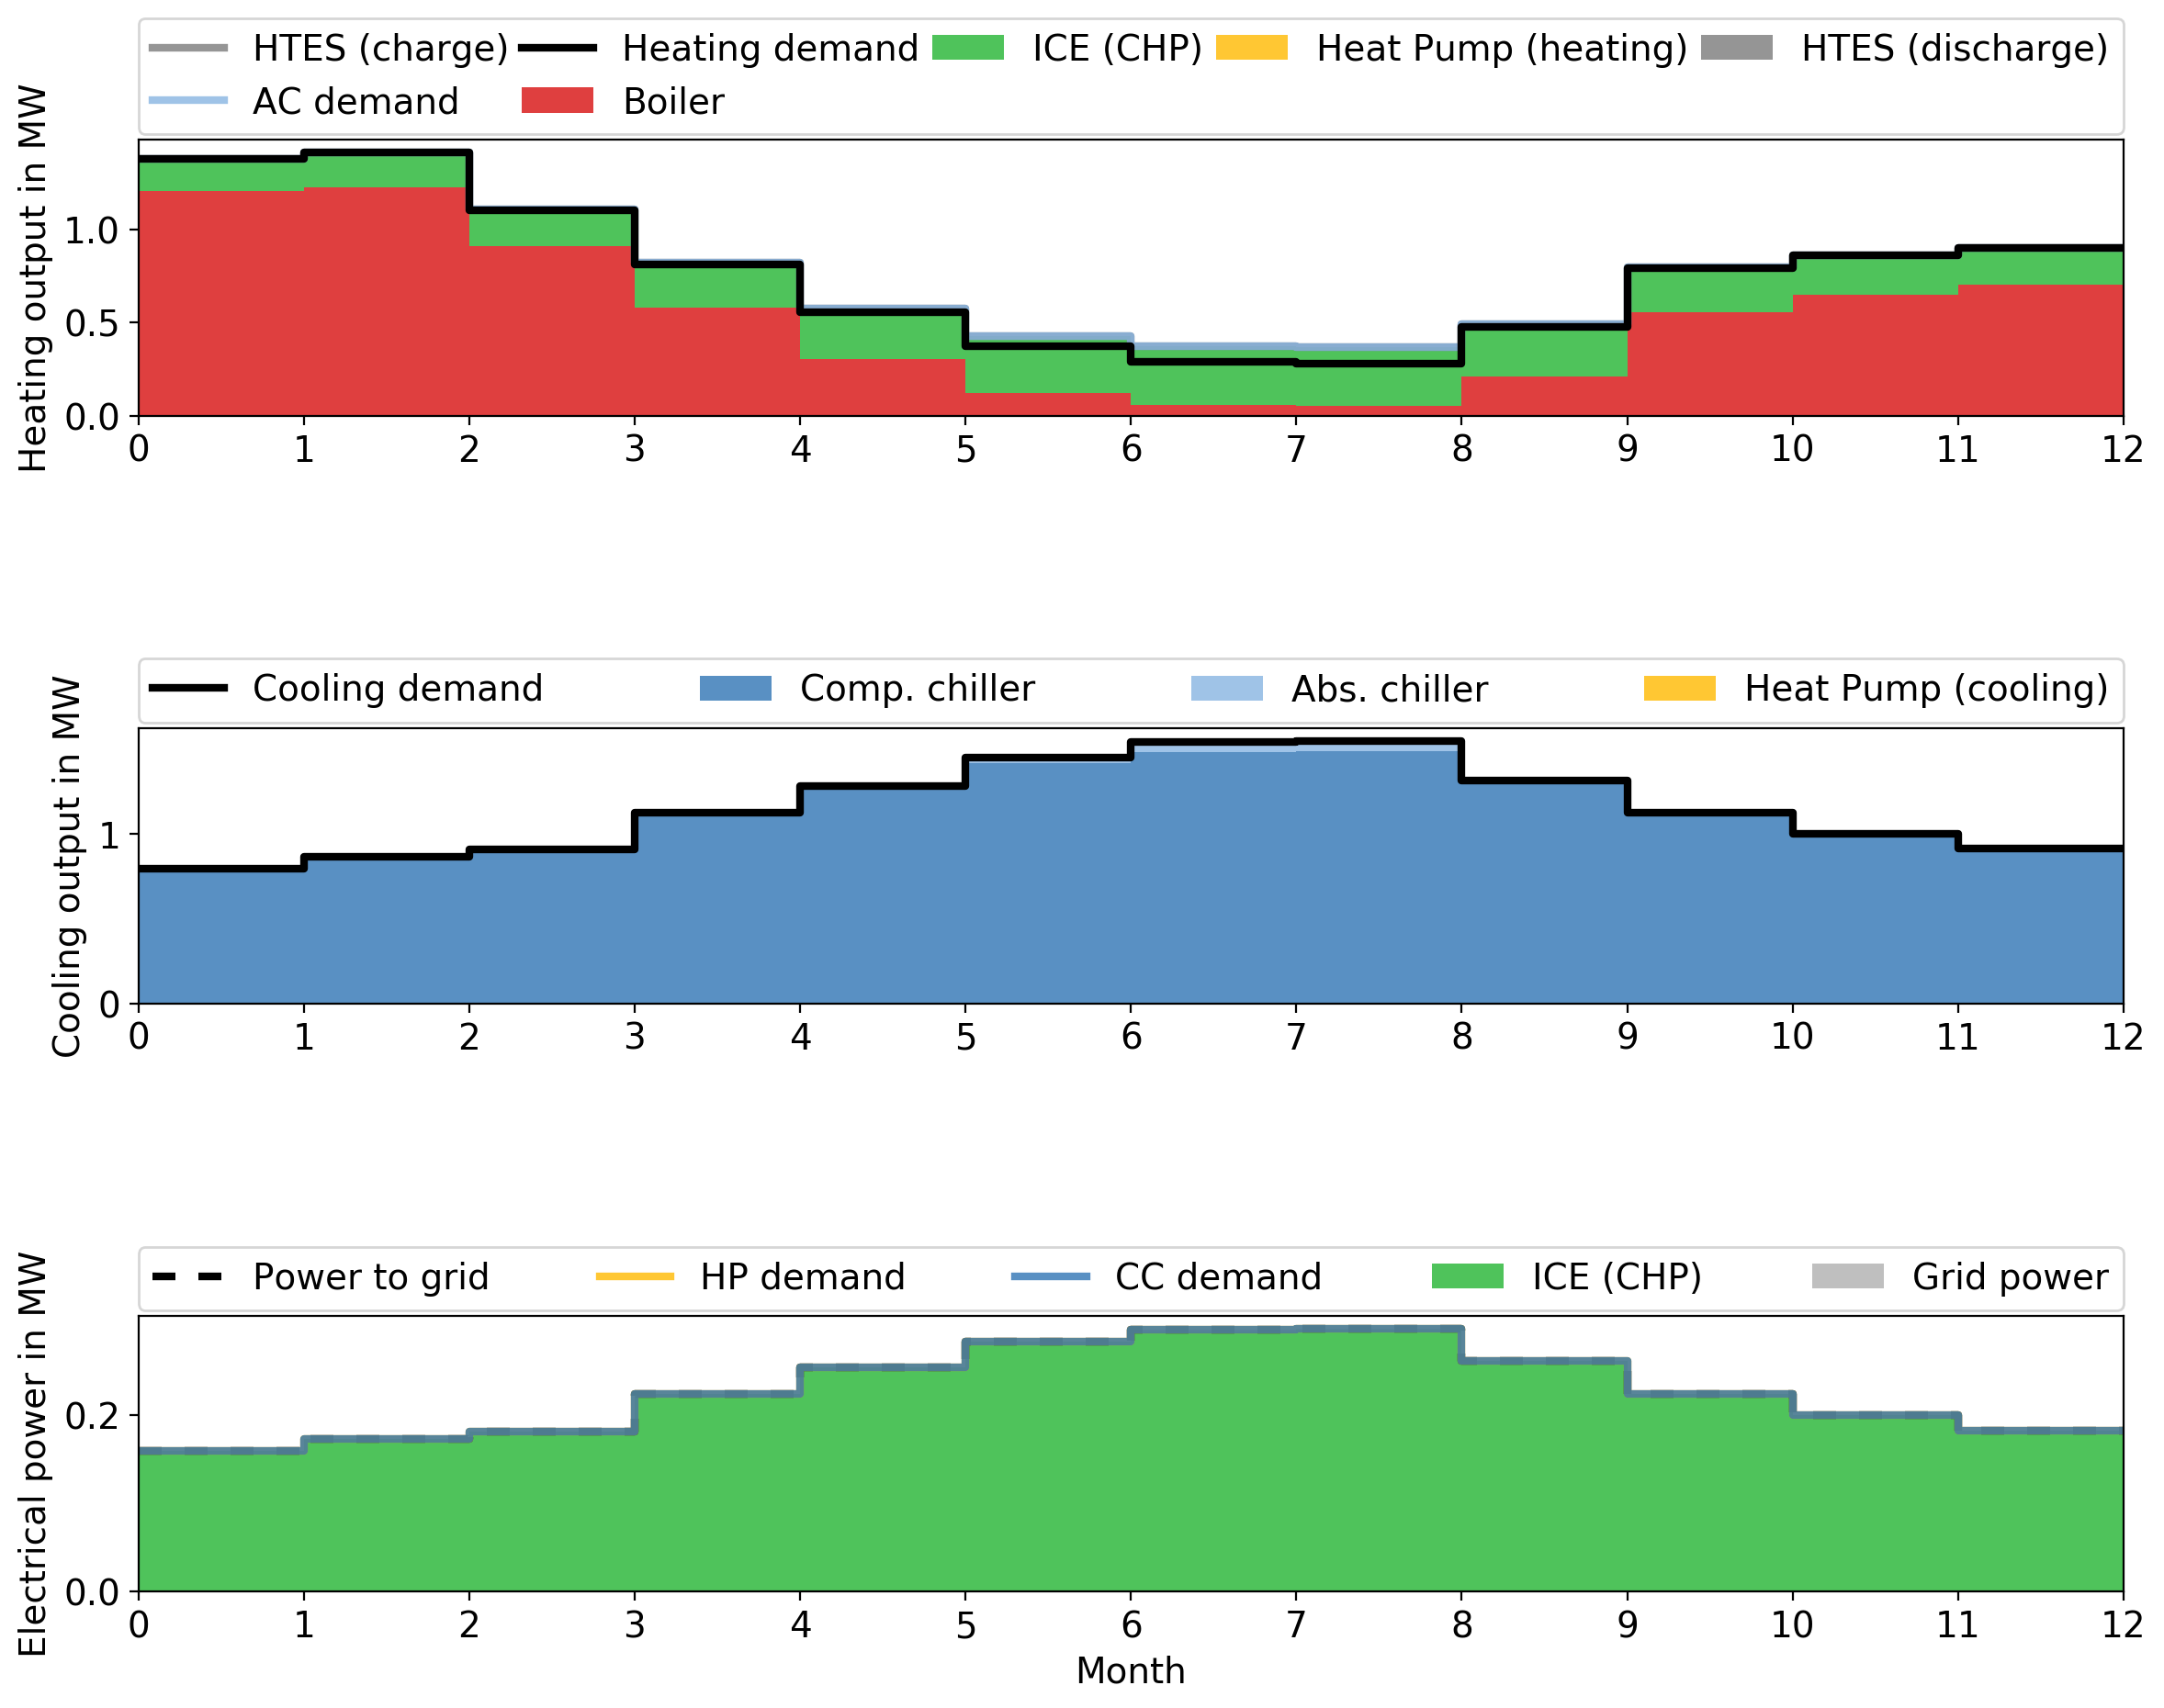 HTES (charge) Heating demand ICE (CHP) Heat Pump (heating) HTES (discharge)
AC demand Boiler
Heating output in MW
1.0
0.5
0.0
0 1 2 3 4 5 6 7 8 9 10 11 12
Cooling demand Comp. chiller Abs. chiller Heat Pump (cooling)
Cooling output in MW
1
0
0 1 2 3 4 5 6 7 8 9 10 11 12
Power to grid HP demand CC demand ICE (CHP) Grid power
Electrical power in MW
0.2
0.0
0 1 2 3 4 5 6 7 8 9 10 11 12
Month